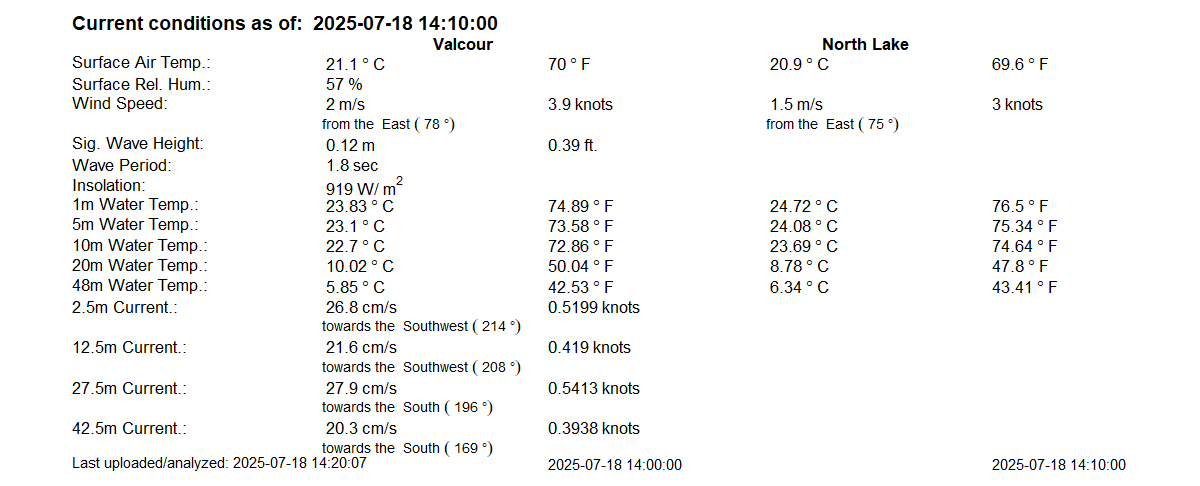 Current conditions as of: 2025-07-18 14:10:00
Valcour North Lake
Surface Air Temp.: 21.1 ° C 70 ° F 20.9 ° C 69.6 ° F
Surface Rel. Hum.: 57 %
Wind Speed: 2 m/s 3.9 knots 1.5 m/s 3 knots
from the East ( 78 °) from the East ( 75 °)
Sig. Wave Height: 0.12 m 0.39 ft.
Wave Period: 1.8 sec
Insolation: 919 W/ m2
1m Water Temp.: 23.83 ° C 74.89 ° F 24.72 ° C 76.5 ° F
5m Water Temp.: 23.1 ° C 73.58 ° F 24.08 ° C 75.34 ° F
10m Water Temp.: 22.7 ° C 72.86 ° F 23.69 ° C 74.64 ° F
20m Water Temp.: 10.02 ° C 50.04 ° F 8.78 ° C 47.8 ° F
48m Water Temp.: 5.85 ° C 42.53 ° F 6.34 ° C 43.41 ° F
2.5m Current.: 26.8 cm/s 0.5199 knots
towards the Southwest ( 214 °)
12.5m Current.: 21.6 cm/s 0.419 knots
towards the Southwest ( 208 °)
27.5m Current.: 27.9 cm/s 0.5413 knots
towards the South ( 196 °)
42.5m Current.: 20.3 cm/s 0.3938 knots
towards the South ( 169 °)
Last uploaded/analyzed: 2025-07-18 14:20:07 2025-07-18 14:00:00 2025-07-18 14:10:00